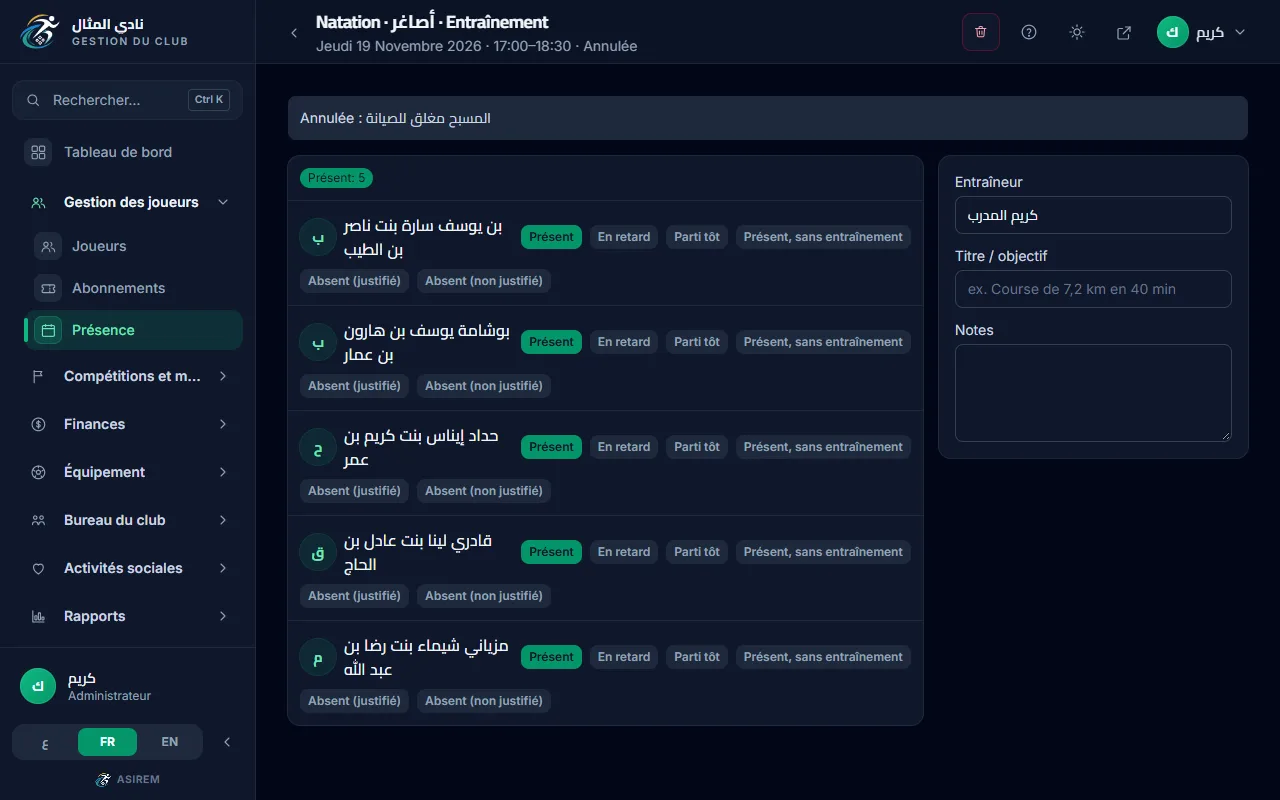 نادي المثال
GESTION DU CLUB
Rechercher...
Ctrl K
Tableau de bord
Gestion des joueurs
Joueurs
Abonnements
Présence
Compétitions et m...
Finances
Équipement
Bureau du club
Activités sociales
Rapports
ك
كريم
Administrateur
ع
FR
EN
ASIREM
Natation · أصاغر · Entraînement
Jeudi 19 Novembre 2026 · 17:00–18:30 · Annulée
ك
كريم
Annulée : المسبح مغلق للصيانة
Présent: 5
ب
بن يوسف سارة بنت ناصر
بن الطيب
Présent
En retard
Parti tôt
Présent, sans entraînement
Absent (justifié)
Absent (non justifié)
ب
بوشامة يوسف بن هارون
بن عمار
Présent
En retard
Parti tôt
Présent, sans entraînement
Absent (justifié)
Absent (non justifié)
ح
حداد إيناس بنت كريم بن
عمر
Présent
En retard
Parti tôt
Présent, sans entraînement
Absent (justifié)
Absent (non justifié)
ق
قادري لينا بنت عادل بن
الحاج
Présent
En retard
Parti tôt
Présent, sans entraînement
Absent (justifié)
Absent (non justifié)
م
مزياني شيماء بنت رضا بن
عبد الله
Présent
En retard
Parti tôt
Présent, sans entraînement
Absent (justifié)
Absent (non justifié)
Entraîneur
كريم المدرب
Titre / objectif
ex. Course de 7,2 km en 40 min
Notes